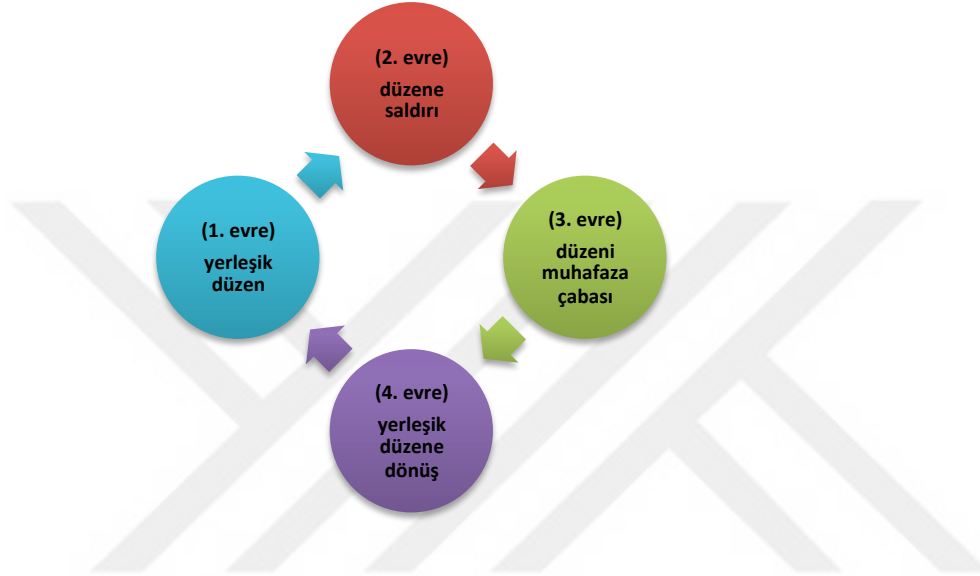 (2. evre)
düzene
saldırı
(1. evre)
yerleşik
düzen
(3. evre)
düzeni
muhafaza
çabası
(4. evre)
yerleşik
düzene
dönüş